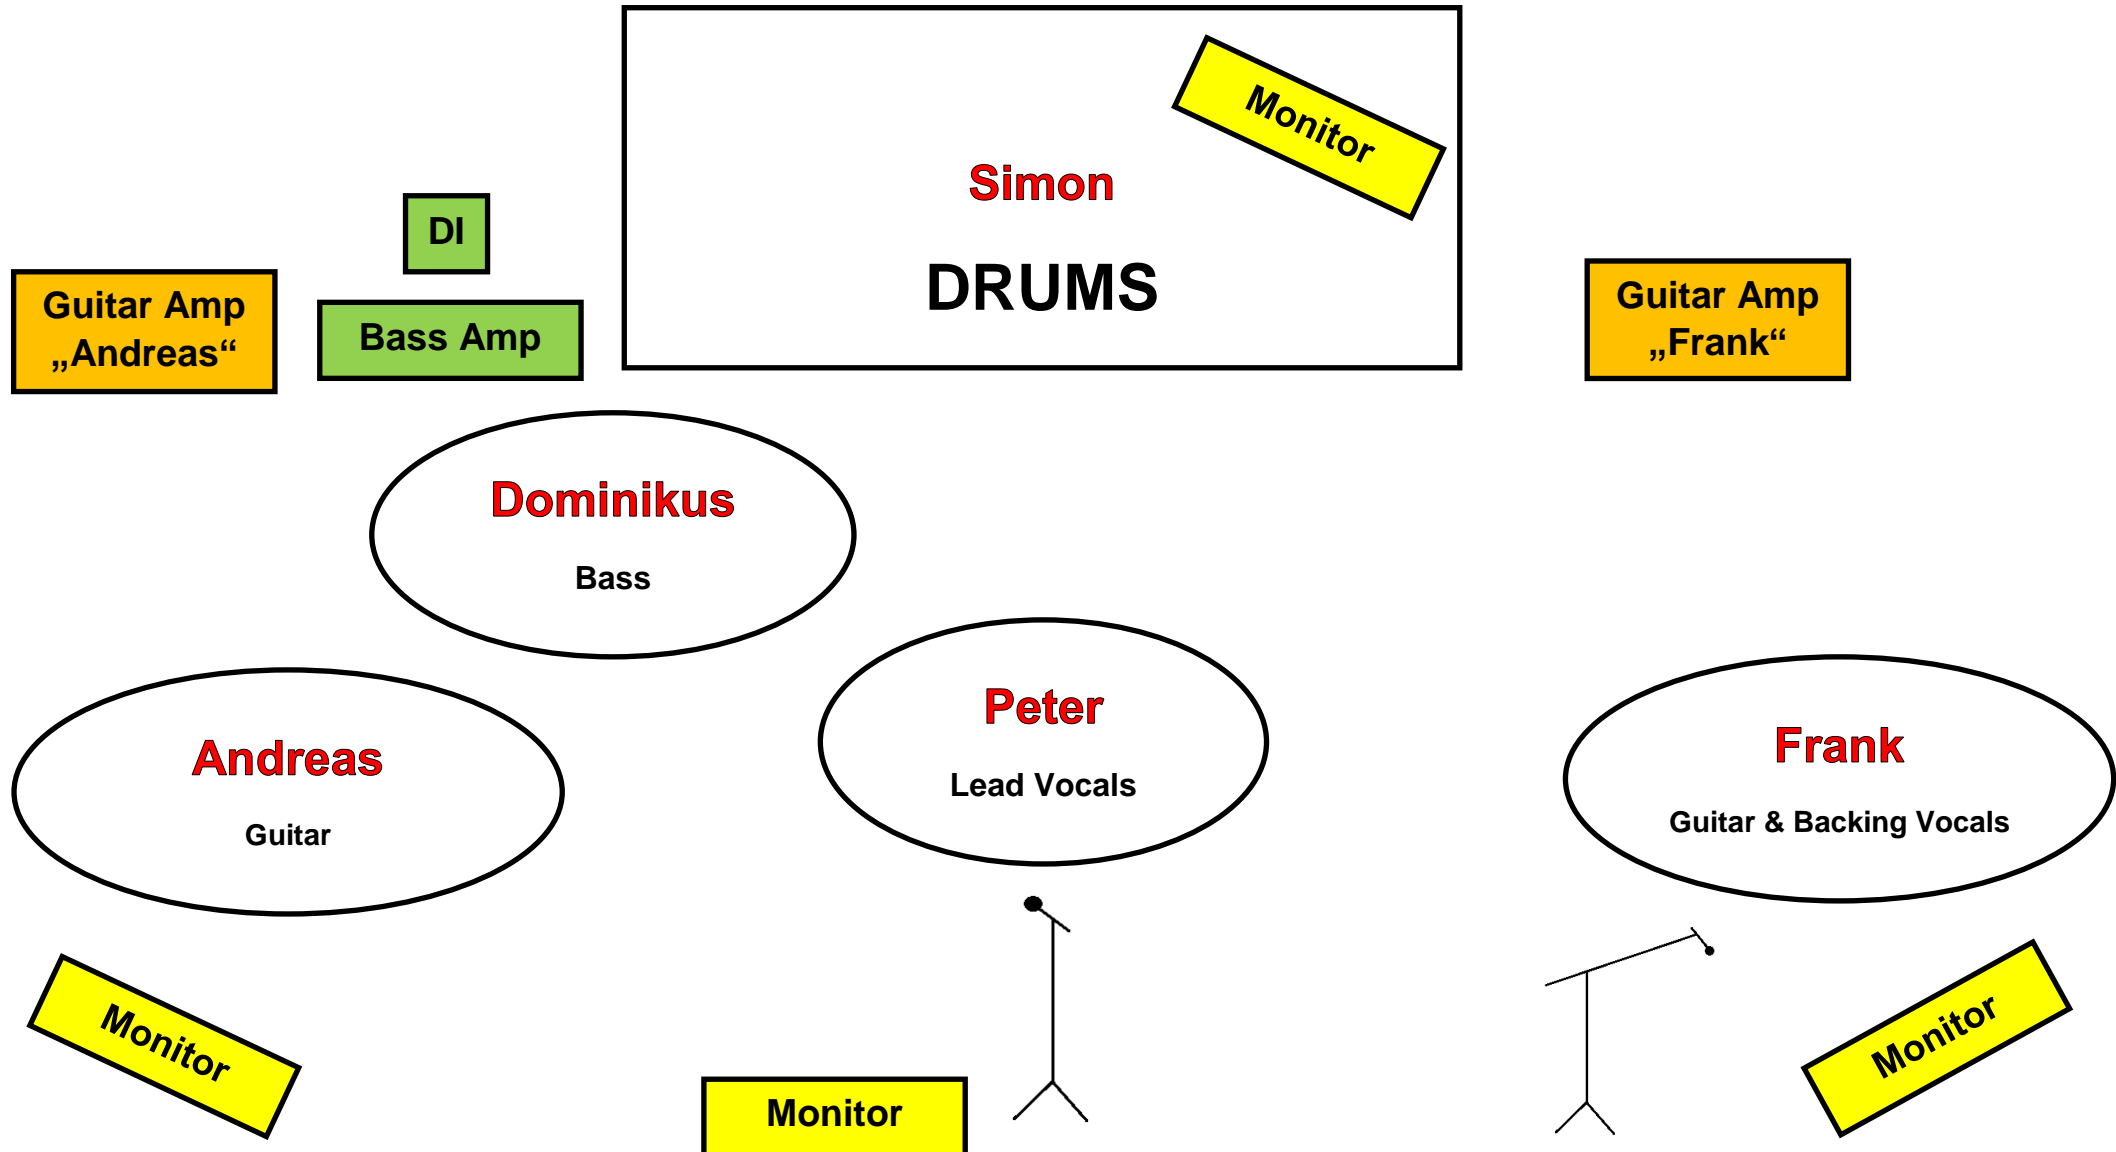 Monitor
Simon
DRUMS
DI
Guitar Amp
„Andreas“
Bass Amp
Guitar Amp
„Frank“
Dominikus
Bass
Peter
Lead Vocals
Andreas
Guitar
Frank
Guitar & Backing Vocals
Monitor
Monitor
Monitor